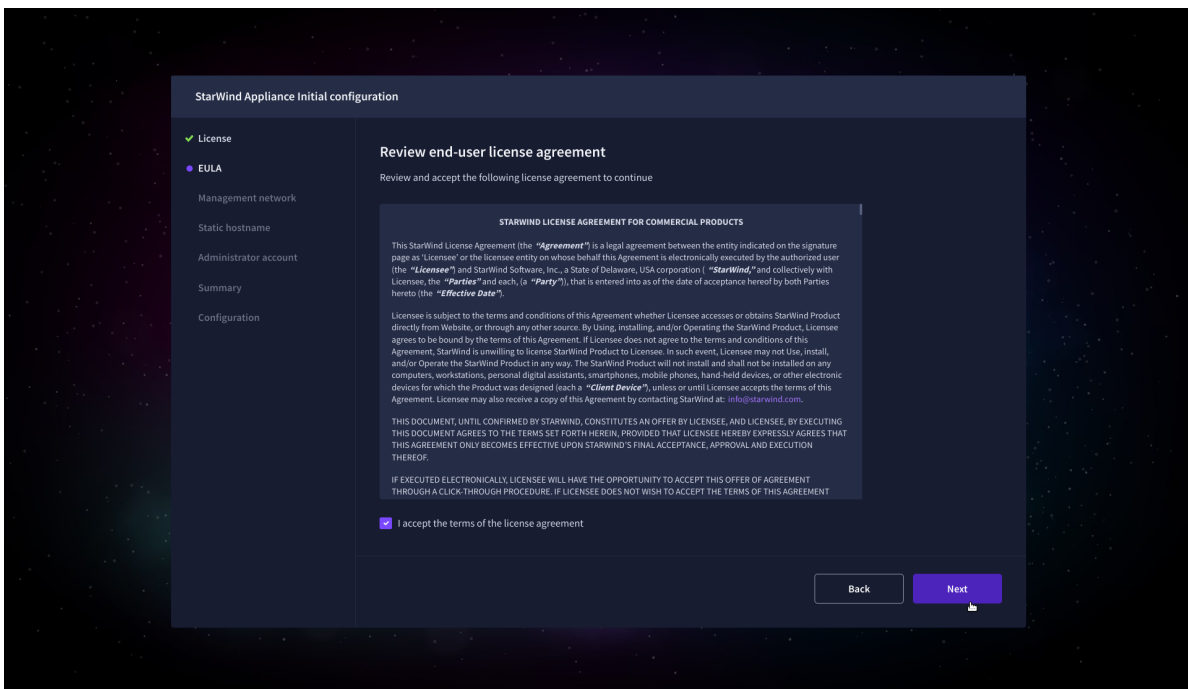 StarWind Appliance Initial configuration
License
EULA
Management network
Static hostname
Administrator account
Summary
Configuration
Review end-user license agreement
Review and accept the following license agreement to continue
STARWIND LICENSE AGREEMENT FOR COMMERCIAL PRODUCTS
This StarWind License Agreement (the “Agreement”) is a legal agreement between the entity indicated on the signature
page as ‘Licensee’ or the licensee entity on whose behalf this Agreement is electronically executed by the authorized user
(the “Licensee”) and StarWind Software, Inc., a State of Delaware, USA corporation ( “StarWind,” and collectively with
Licensee, the “Parties” and each, (a “Party”)), that is entered into as of the date of acceptance hereof by both Parties
hereto (the “Effective Date”).
Licensee is subject to the terms and conditions of this Agreement whether Licensee accesses or obtains StarWind Product
directly from Website, or through any other source. By Using, installing, and/or Operating the StarWind Product, Licensee
agrees to be bound by the terms of this Agreement. If Licensee does not agree to the terms and conditions of this
Agreement, StarWind is unwilling to license StarWind Product to Licensee. In such event, Licensee may not Use, install,
and/or Operate the StarWind Product in any way. The StarWind Product will not install and shall not be installed on any
computers, workstations, personal digital assistants, smartphones, mobile phones, hand-held devices, or other electronic
devices for which the Product was designed (each a “Client Device”), unless or until Licensee accepts the terms of this
Agreement. Licensee may also receive a copy of this Agreement by contacting StarWind at: info@starwind.com.
THIS DOCUMENT, UNTIL CONFIRMED BY STARWIND, CONSTITUTES AN OFFER BY LICENSEE, AND LICENSEE, BY EXECUTING
THIS DOCUMENT AGREES TO THE TERMS SET FORTH HEREIN, PROVIDED THAT LICENSEE HEREBY EXPRESSLY AGREES THAT
THIS AGREEMENT ONLY BECOMES EFFECTIVE UPON STARWIND’S FINAL ACCEPTANCE, APPROVAL AND EXECUTION
THEREOF.
IF EXECUTED ELECTRONICALLY, LICENSEE WILL HAVE THE OPPORTUNITY TO ACCEPT THIS OFFER OF AGREEMENT
THROUGH A CLICK-THROUGH PROCEDURE. IF LICENSEE DOES NOT WISH TO ACCEPT THE TERMS OF THIS AGREEMENT
I accept the terms of the license agreement
Back
Next